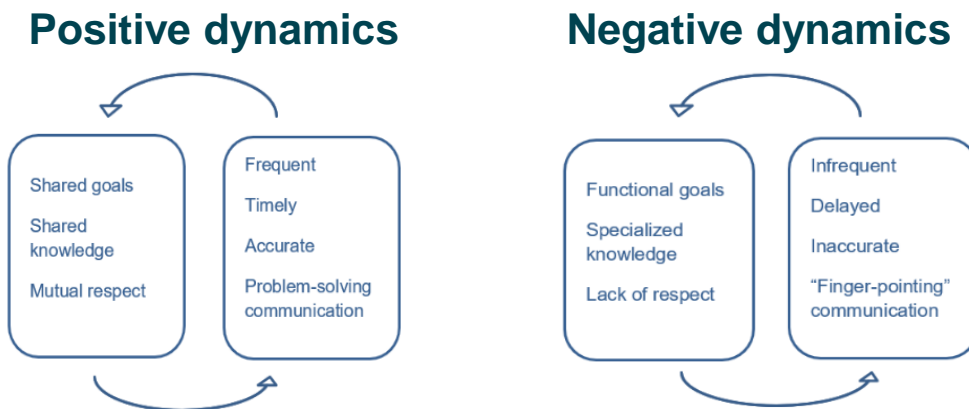 Positive dynamics
Shared goals
Shared
knowledge
Mutual respect
Frequent
Timely
Accurate
Problem-solving
communication
Negative dynamics
Functional goals
Specialized
knowledge
Lack of respect
Infrequent
Delayed
Inaccurate
“Finger-pointing”
communication